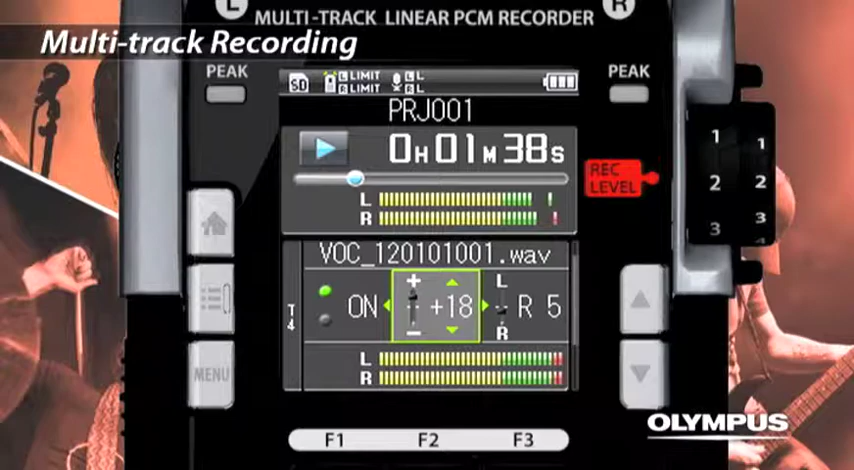 L
R
MULTI-TRACK LINEAR PCM RECORDER
Multi-track Recording
PEAK
PEAK
SD
L LIMIT
R LIMIT
L L
R L
PRJ001
0H01M38S
REC
LEVEL
L
R
1
2
3
1
2
3
4
VOC_120101001.wav
T4
ON
+
+18
−
L
R
R 5
L
R
MENU
F1
F2
F3
OLYMPUS